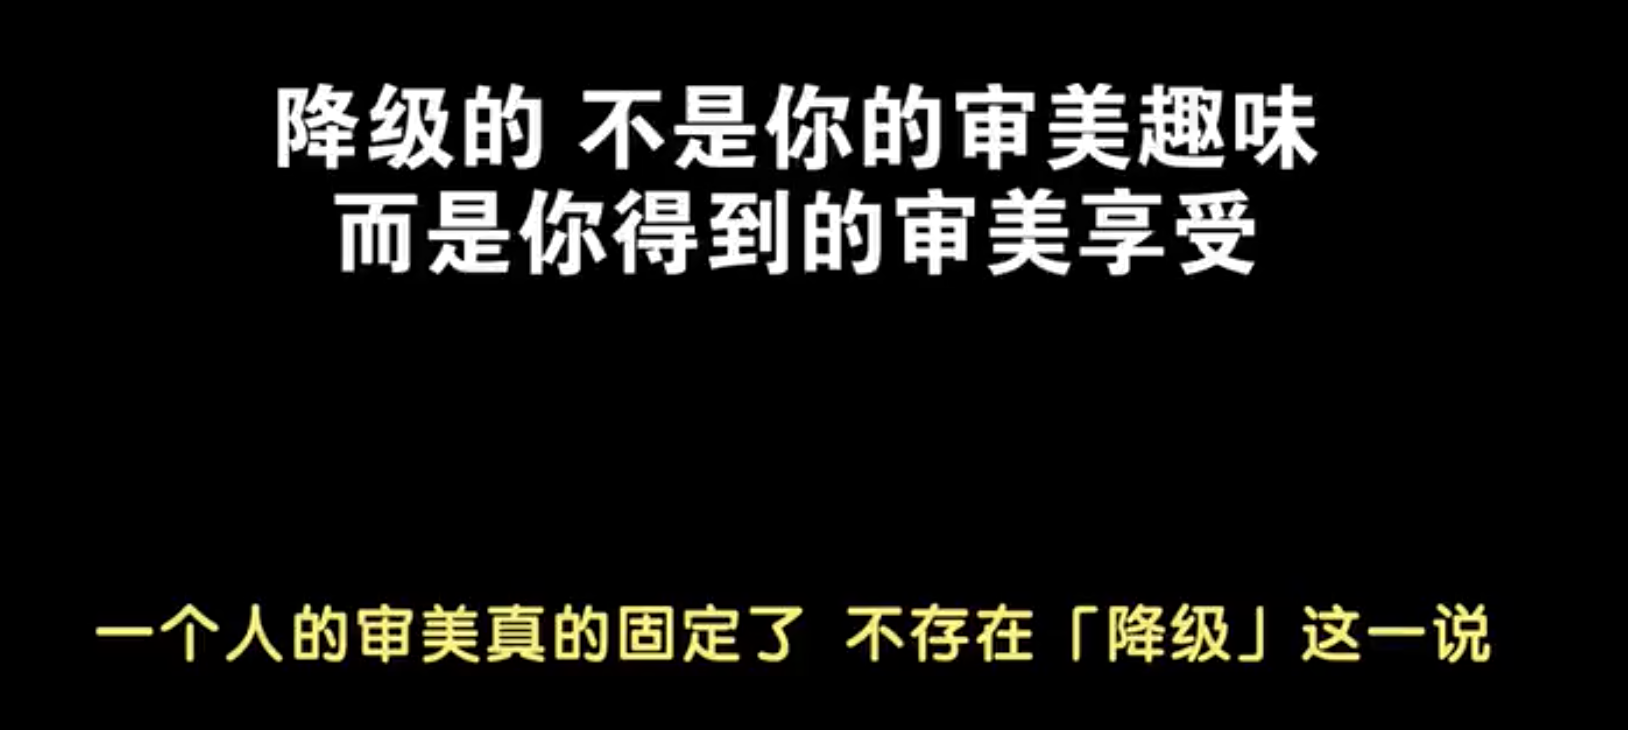 降级的 不是你的审美趣味
而是你得到的审美享受
一个人的审美真的固定了 不存在「降级」这一说